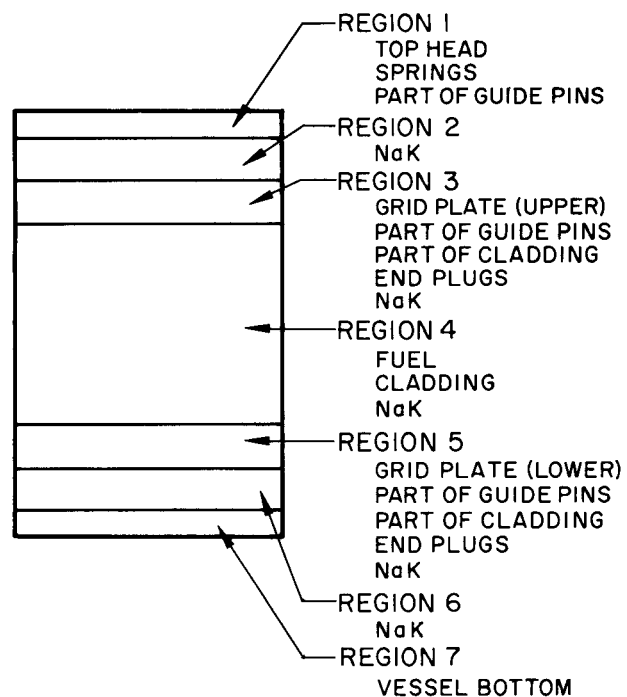 REGION 1
TOP HEAD
SPRINGS
PART OF GUIDE PINS
REGION 2
NaK
REGION 3
GRID PLATE (UPPER)
PART OF GUIDE PINS
PART OF CLADDING
END PLUGS
NaK
REGION 4
FUEL
CLADDING
NaK
REGION 5
GRID PLATE (LOWER)
PART OF GUIDE PINS
PART OF CLADDING
END PLUGS
NaK
REGION 6
NaK
REGION 7
VESSEL BOTTOM